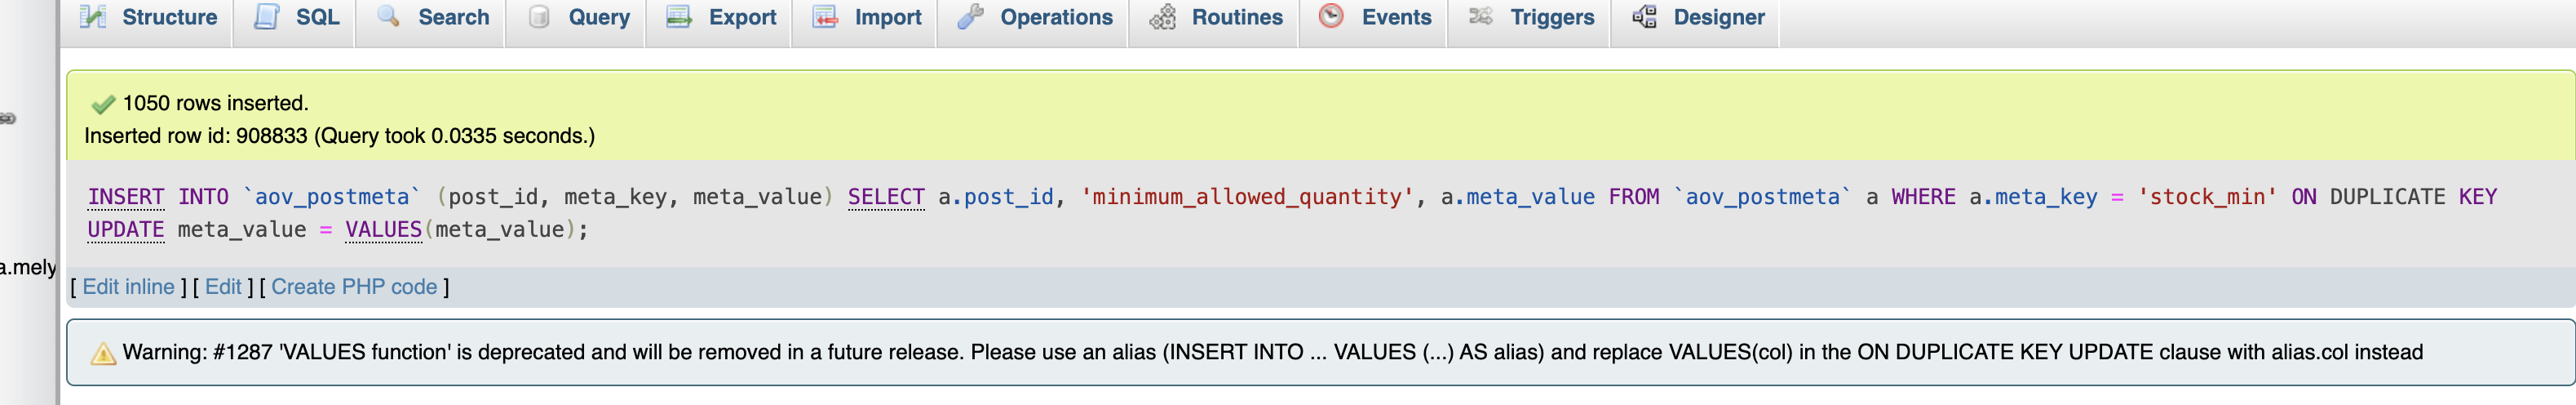 Structure SQL Search Query Export Import Operations Routines Events Triggers Designer
1050 rows inserted.
Inserted row id: 908833 (Query took 0.0335 seconds.)
INSERT INTO `aov_postmeta` (post_id, meta_key, meta_value) SELECT a.post_id, 'minimum_allowed_quantity', a.meta_value FROM `aov_postmeta` a WHERE a.meta_key = 'stock_min' ON DUPLICATE KEY
UPDATE meta_value = VALUES(meta_value);
a.mely
[ Edit inline ] [ Edit ] [ Create PHP code ]
Warning: #1287 'VALUES function' is deprecated and will be removed in a future release. Please use an alias (INSERT INTO ... VALUES (...) AS alias) and replace VALUES(col) in the ON DUPLICATE KEY UPDATE clause with alias.col instead